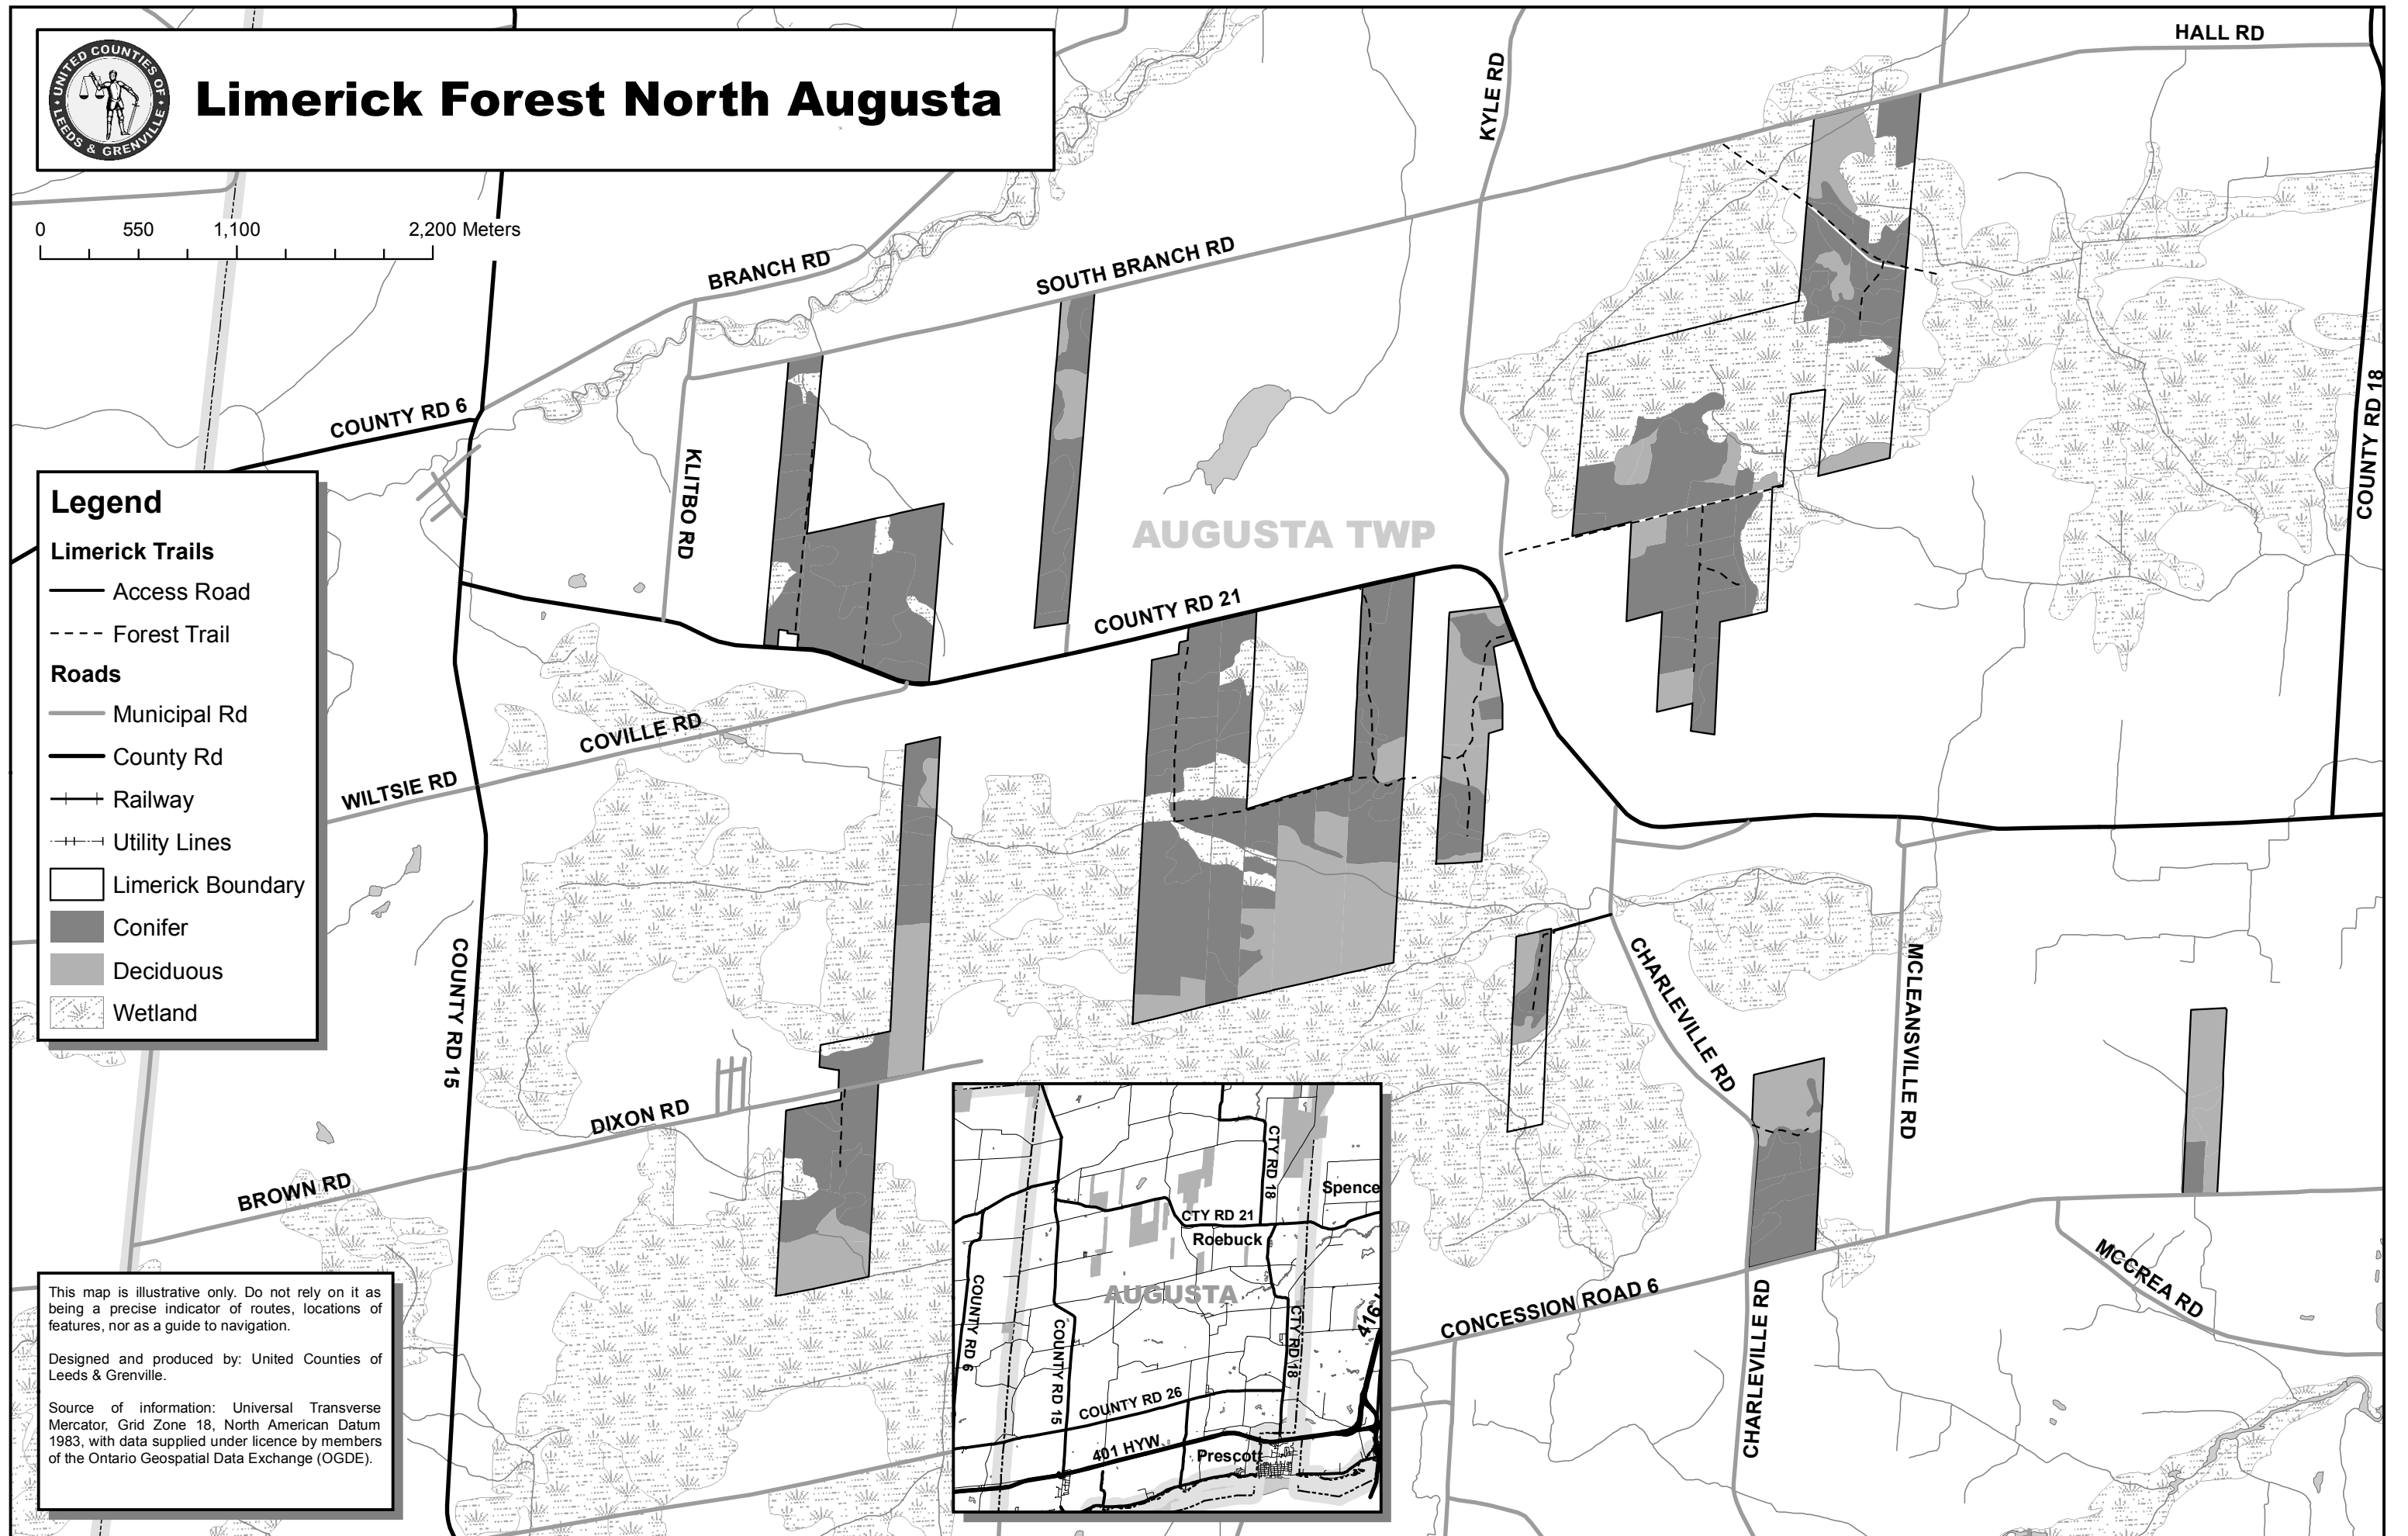 UNITED COUNTIES OF
LEEDS & GRENVILLE
Limerick Forest North Augusta
0 550 1,100 2,200 Meters
HALL RD
KYLE RD
BRANCH RD
SOUTH BRANCH RD
COUNTY RD 6
KLITBO RD
COUNTY RD 18
AUGUSTA TWP
COUNTY RD 21
COVILLE RD
WILTSIE RD
COUNTY RD 15
DIXON RD
BROWN RD
CHARLEVILLE RD
MCLEANSVILLE RD
CONCESSION ROAD 6
MCCREA RD
CHARLEVILLE RD
Legend
Limerick Trails
Access Road
Forest Trail
Roads
Municipal Rd
County Rd
Railway
Utility Lines
Limerick Boundary
Conifer
Deciduous
Wetland
This map is illustrative only. Do not rely on it as
being a precise indicator of routes, locations of
features, nor as a guide to navigation.
Designed and produced by: United Counties of
Leeds & Grenville.
Source of information: Universal Transverse
Mercator, Grid Zone 18, North American Datum
1983, with data supplied under licence by members
of the Ontario Geospatial Data Exchange (OGDE).
CTY RD 18
Spence
CTY RD 21
Roebuck
COUNTY RD 6
AUGUSTA
COUNTY RD 15
CTY RD 18
416
COUNTY RD 26
401 HYW
Prescott